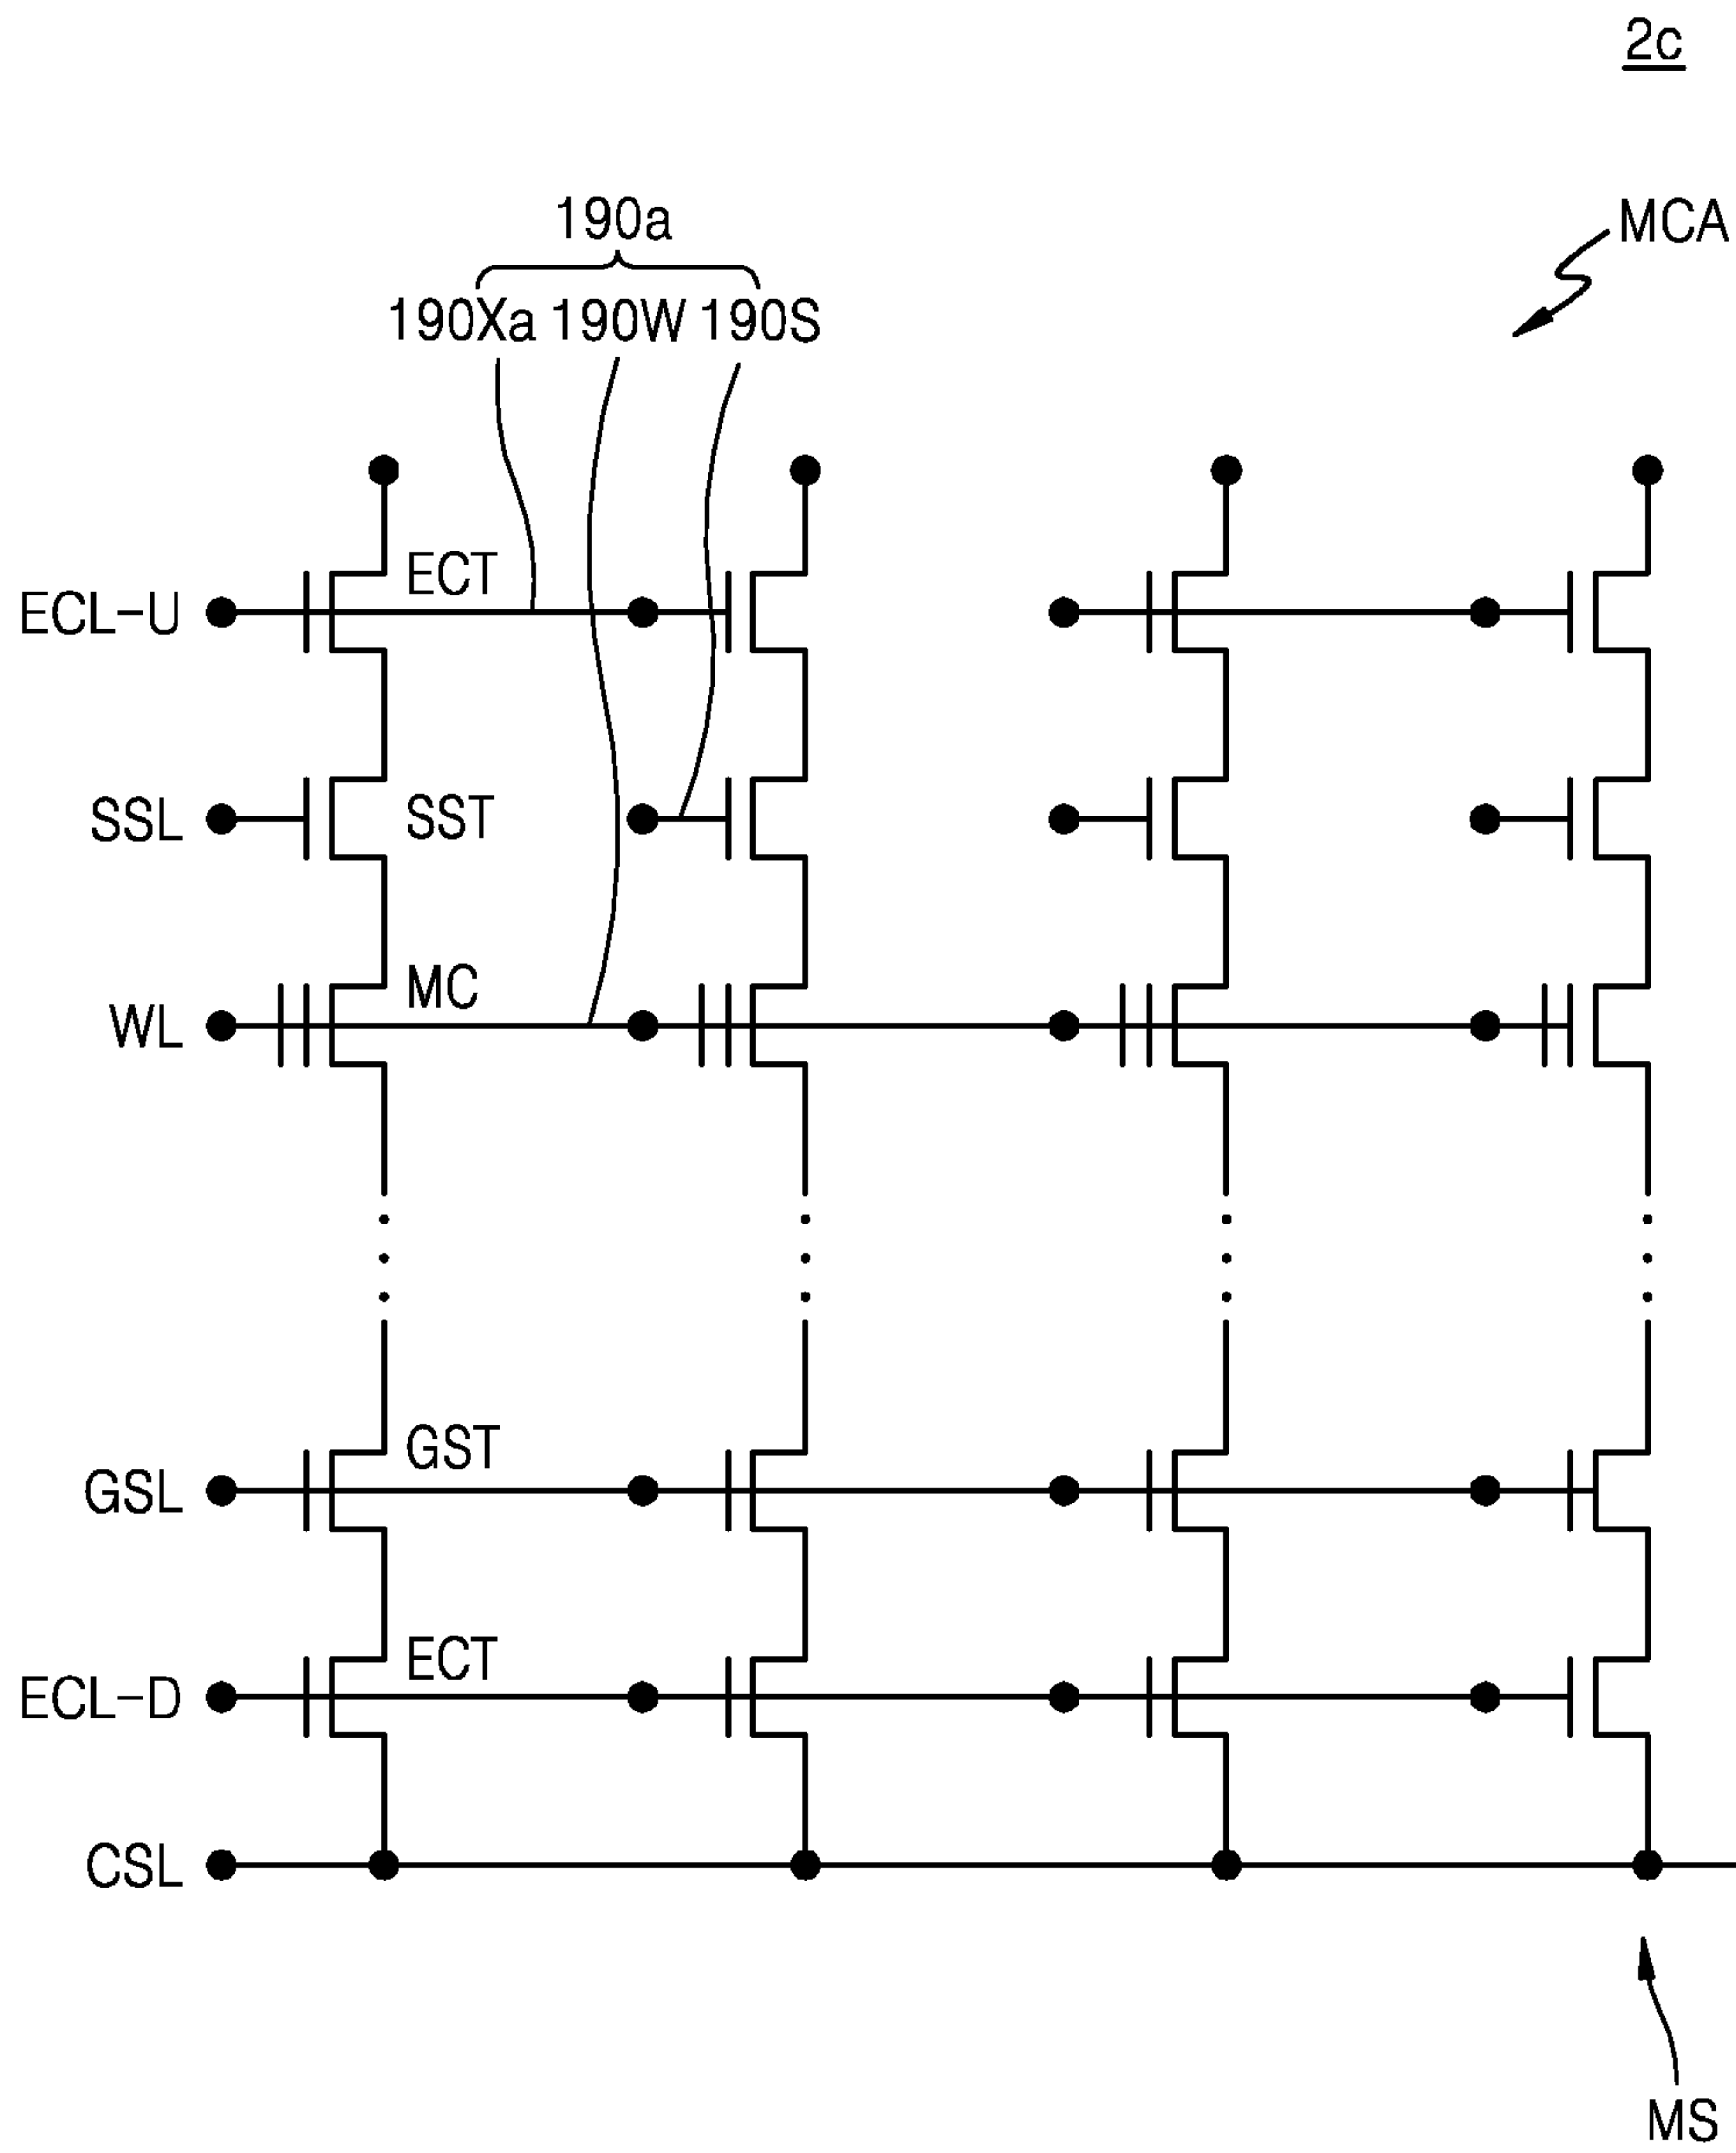 2c
MCA
190a
190Xa 190W 190S
ECT
ECL-U
SSL
SST
MC
WL
GST
GSL
ECT
ECL-D
CSL
MS